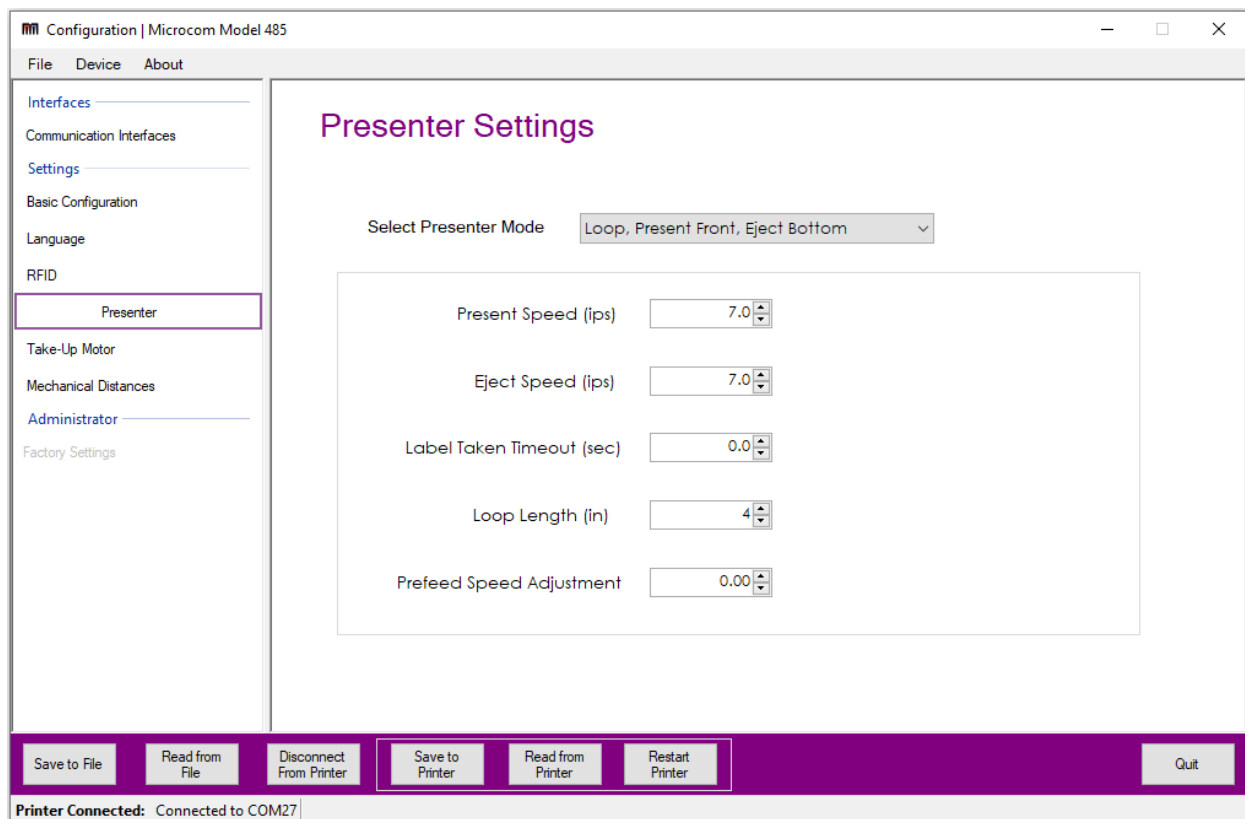 Configuration | Microcom Model 485
File Device About
Interfaces
Communication Interfaces
Settings
Basic Configuration
Language
RFID
Presenter
Take-Up Motor
Mechanical Distances
Administrator
Factory Settings
Presenter Settings
Select Presenter Mode Loop, Present Front, Eject Bottom
Present Speed (ips) 7.0
Eject Speed (ips) 7.0
Label Taken Timeout (sec) 0.0
Loop Length (in) 4
Prefeed Speed Adjustment 0.00
Save to File
Read from
File
Disconnect
From Printer
Save to
Printer
Read from
Printer
Restart
Printer
Quit
Printer Connected: Connected to COM27